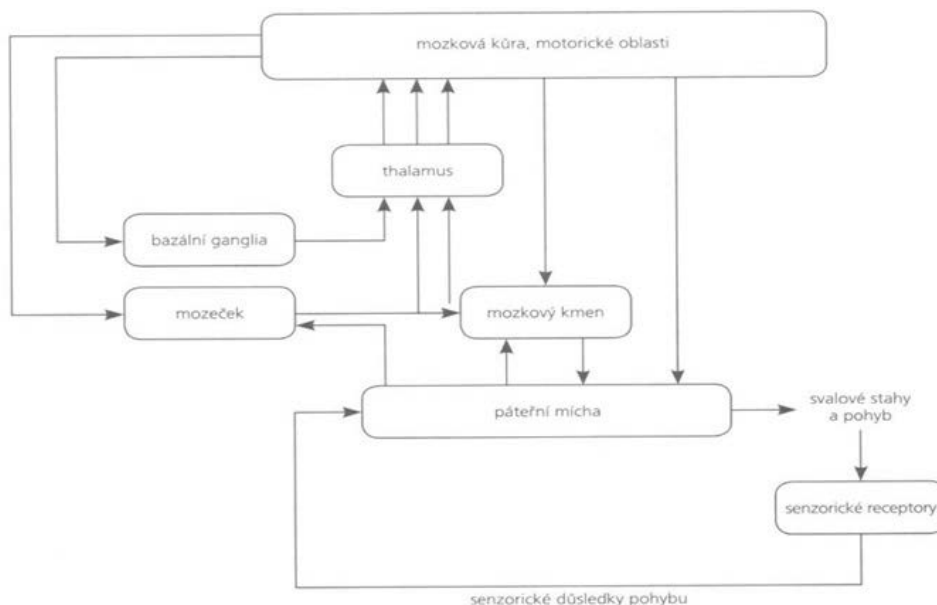 mozková kůra, motorické oblasti
thalamus
bazální ganglia
mozeček
mozkový kmen
páteřní mícha
svalové stahy
a pohyb
senzorické receptory
senzorické důsledky pohybu